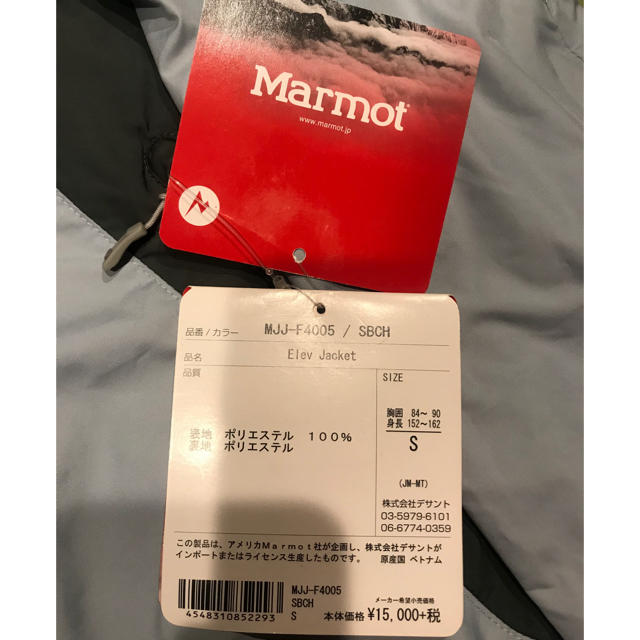 Marmot
www.marmot.jp
品番/カラー MJJ-F4005 / SBCH
品名 Elev Jacket
品質
SIZE
表地 ポリエステル 100%
裏地 ポリエステル
胸囲 84～ 90
身長 152～162
S
(JM-MT)
株式会社デサント
03-5979-6101
06-6774-0359
この製品は、アメリカMarmot社が企画し、株式会社デサントが
インポートまたはライセンス生産したものです。 原産国 ベトナム
MJJ-F4005
SBCH
S
メーカー希望小売価格
本体価格 ¥15,000+税
4548310852293